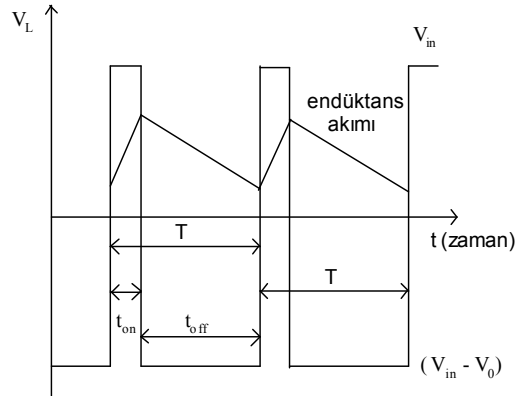 V_L
V_in
endüktans
akımı
T
t (zaman)
T
t_on
t_off
(V_in - V_0)